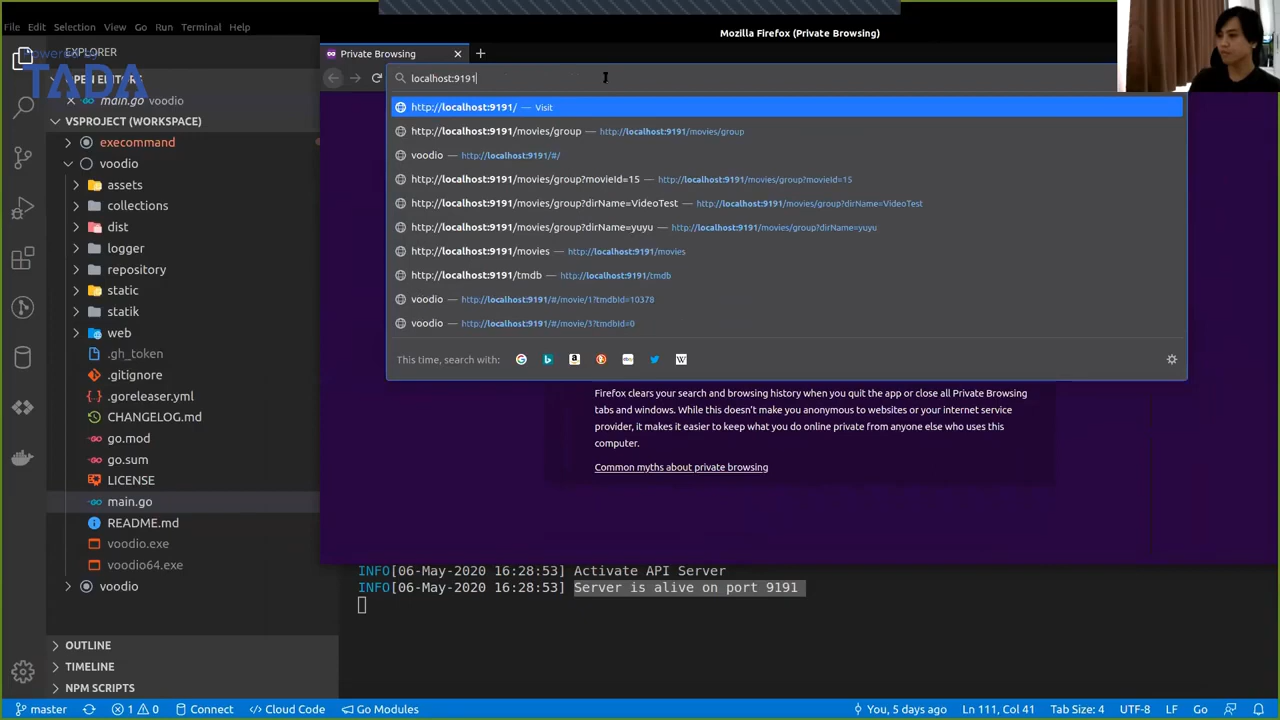 Mozilla Firefox (Private Browsing)
File Edit Selection View Go Run Terminal Help
EXPLORER
Powered by
TADA
OPEN EDITORS
main.go voodio
VSPROJECT (WORKSPACE)
execommand
voodio
assets
collections
dist
logger
repository
static
statik
web
.gh_token
.gitignore
.goreleaser.yml
CHANGELOG.md
go.mod
go.sum
LICENSE
main.go
README.md
voodio.exe
voodio64.exe
voodio
OUTLINE
TIMELINE
NPM SCRIPTS
Private Browsing
localhost:9191
http://localhost:9191/ — Visit
http://localhost:9191/movies/group — http://localhost:9191/movies/group
voodio — http://localhost:9191/#/
http://localhost:9191/movies/group?movieId=15 — http://localhost:9191/movies/group?movieId=15
http://localhost:9191/movies/group?dirName=VideoTest — http://localhost:9191/movies/group?dirName=VideoTest
http://localhost:9191/movies/group?dirName=yuyu — http://localhost:9191/movies/group?dirName=yuyu
http://localhost:9191/movies — http://localhost:9191/movies
http://localhost:9191/tmdb — http://localhost:9191/tmdb
voodio — http://localhost:9191/#/movie/1?tmdbId=10378
voodio — http://localhost:9191/#/movie/3?tmdbId=0
This time, search with:
Firefox clears your search and browsing history when you quit the app or close all Private Browsing
tabs and windows. While this doesn't make you anonymous to websites or your internet service
provider, it makes it easier to keep what you do online private from anyone else who uses this
computer.
Common myths about private browsing
INFO[06-May-2020 16:28:53] Activate API Server
INFO[06-May-2020 16:28:53] Server is alive on port 9191
master 1 0 Connect Cloud Code Go Modules You, 5 days ago Ln 111, Col 41 Tab Size: 4 UTF-8 LF Go